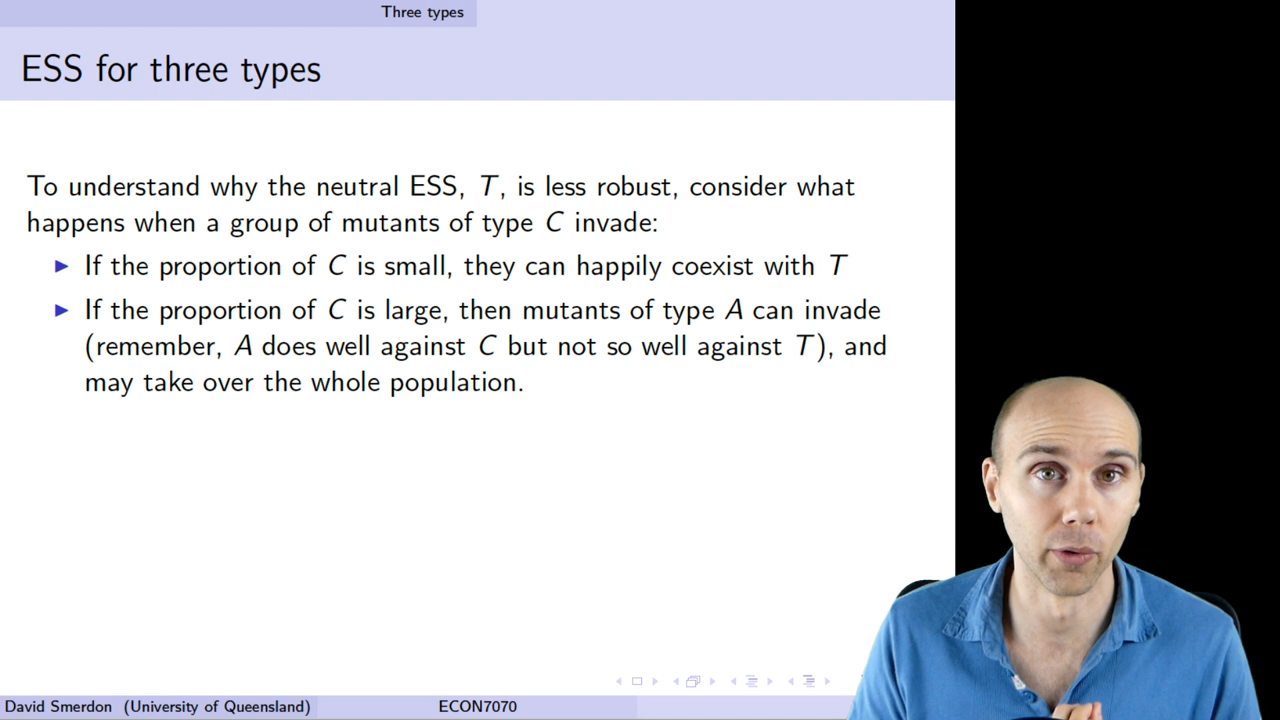 Three types
ESS for three types
To understand why the neutral ESS, T, is less robust, consider what
happens when a group of mutants of type C invade:
▶ If the proportion of C is small, they can happily coexist with T
▶ If the proportion of C is large, then mutants of type A can invade
(remember, A does well against C but not so well against T), and
may take over the whole population.
David Smerdon (University of Queensland) ECON7070